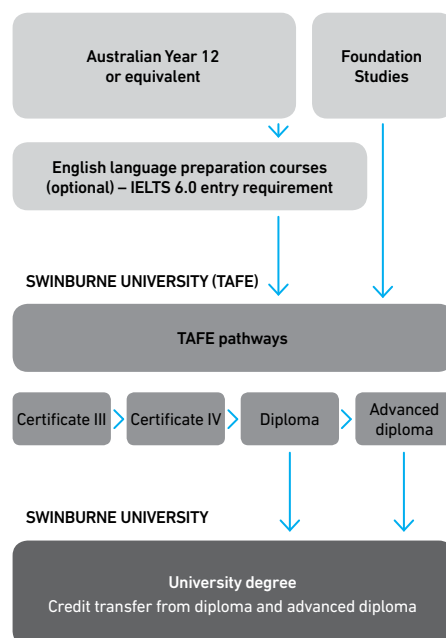 Australian Year 12
or equivalent
Foundation
Studies
English language preparation courses
(optional) – IELTS 6.0 entry requirement
SWINBURNE UNIVERSITY (TAFE)
TAFE pathways
Certificate III
Certificate IV
Diploma
Advanced
diploma
SWINBURNE UNIVERSITY
University degree
Credit transfer from diploma and advanced diploma